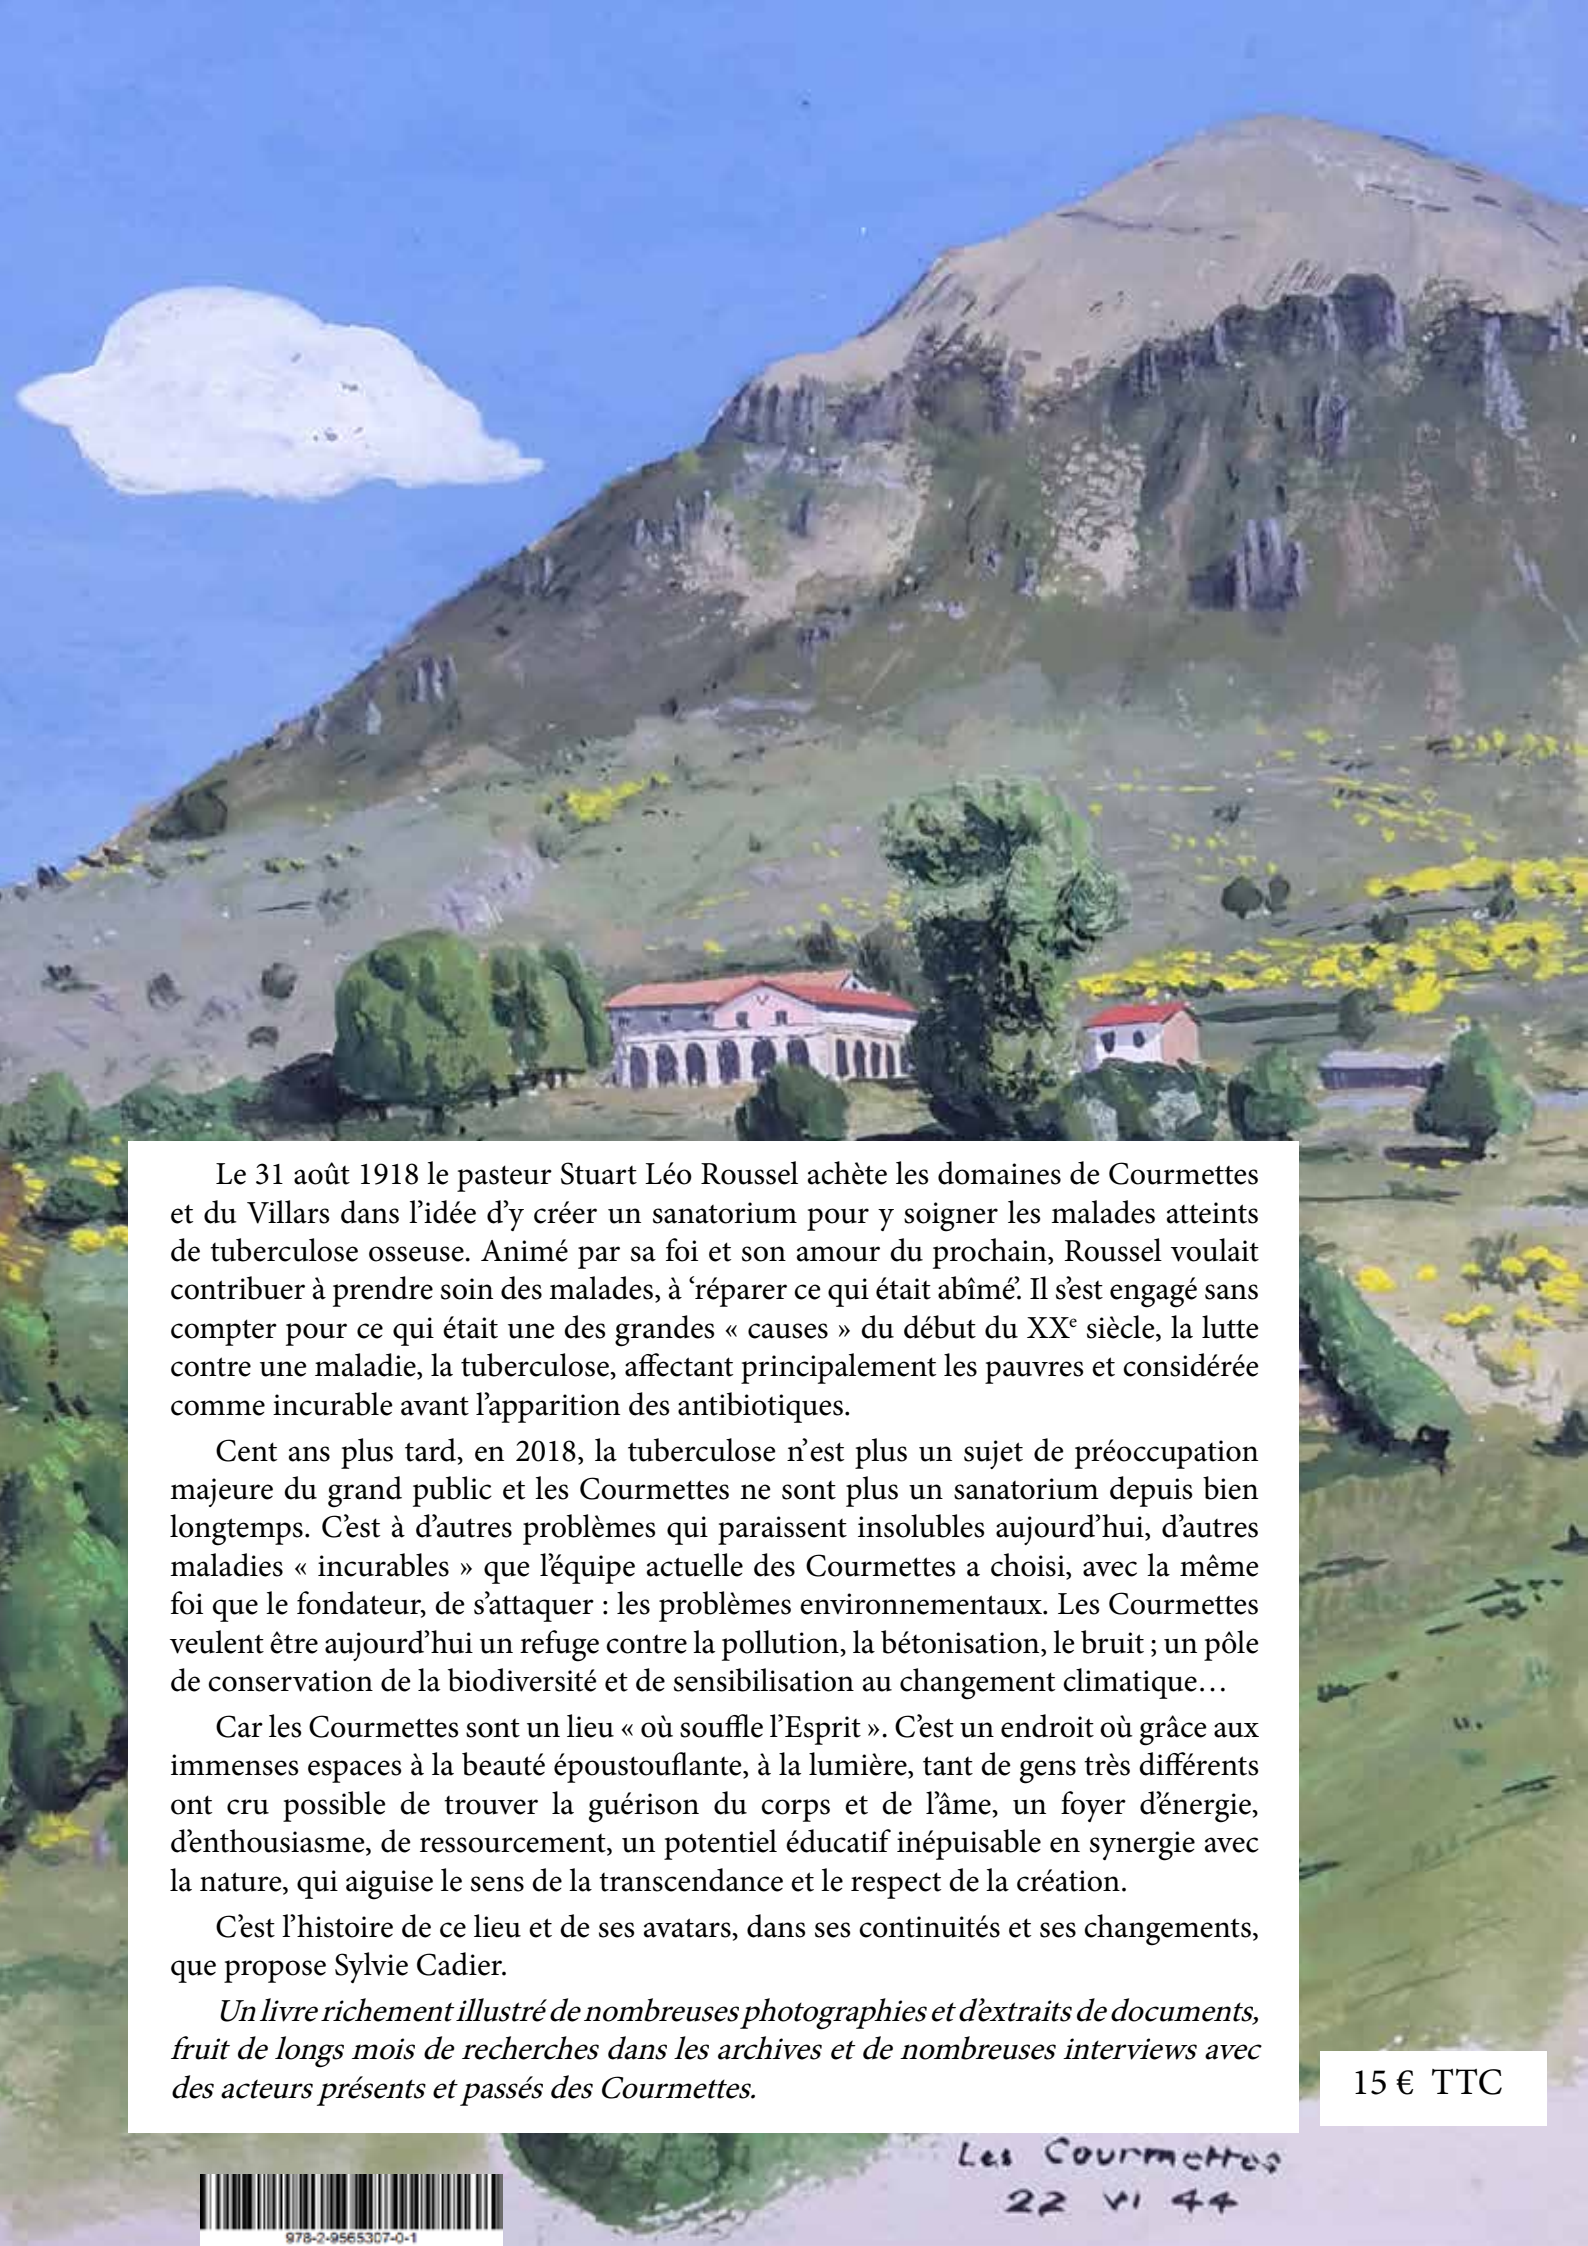 Le 31 août 1918 le pasteur Stuart Léo Roussel achète les domaines de Courmettes
et du Villars dans l’idée d’y créer un sanatorium pour y soigner les malades atteints
de tuberculose osseuse. Animé par sa foi et son amour du prochain, Roussel voulait
contribuer à prendre soin des malades, à ‘réparer ce qui était abîmé’. Il s’est engagé sans
compter pour ce qui était une des grandes « causes » du début du XXe siècle, la lutte
contre une maladie, la tuberculose, affectant principalement les pauvres et considérée
comme incurable avant l’apparition des antibiotiques.
Cent ans plus tard, en 2018, la tuberculose n’est plus un sujet de préoccupation
majeure du grand public et les Courmettes ne sont plus un sanatorium depuis bien
longtemps. C’est à d’autres problèmes qui paraissent insolubles aujourd’hui, d’autres
maladies « incurables » que l’équipe actuelle des Courmettes a choisi, avec la même
foi que le fondateur, de s’attaquer : les problèmes environnementaux. Les Courmettes
veulent être aujourd’hui un refuge contre la pollution, la bétonisation, le bruit ; un pôle
de conservation de la biodiversité et de sensibilisation au changement climatique…
Car les Courmettes sont un lieu « où souffle l’Esprit ». C’est un endroit où grâce aux
immenses espaces à la beauté époustouflante, à la lumière, tant de gens très différents
ont cru possible de trouver la guérison du corps et de l’âme, un foyer d’énergie,
d’enthousiasme, de ressourcement, un potentiel éducatif inépuisable en synergie avec
la nature, qui aiguise le sens de la transcendance et le respect de la création.
C’est l’histoire de ce lieu et de ses avatars, dans ses continuités et ses changements,
que propose Sylvie Cadier.
Un livre richement illustré de nombreuses photographies et d’extraits de documents,
fruit de longs mois de recherches dans les archives et de nombreuses interviews avec
des acteurs présents et passés des Courmettes.
15 € TTC
Les Courmettes
22 VI 44
978-2-9565307-0-1